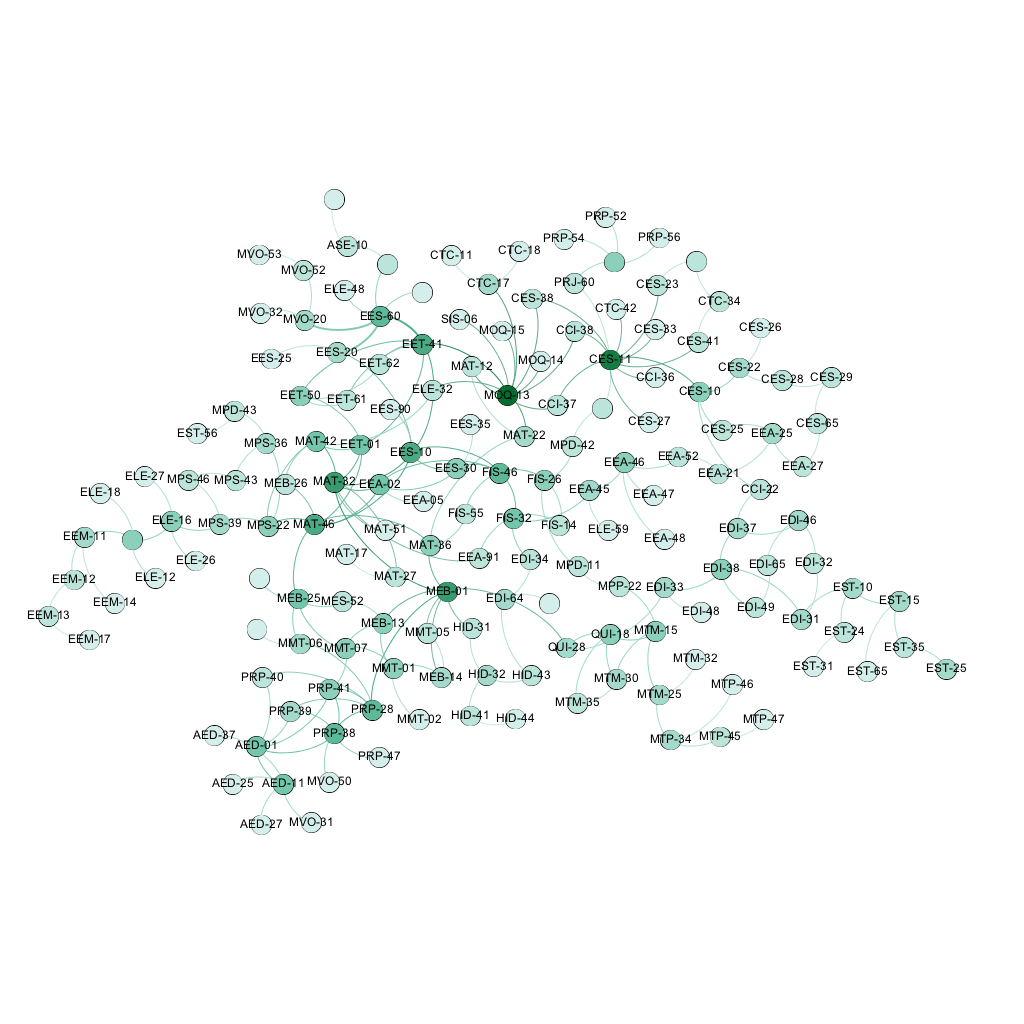 PRP-52
PRP-54
PRP-56
ASE-10
MVO-53
CTC-11
CTC-18
MVO-52
ELE-48
CTC-17
PRJ-60
CES-23
CES-38
CTC-34
CTC-42
MVO-32
MVO-20
EES-60
SIS-06
MOQ-15
CCI-38
CES-33
CES-26
EET-41
CES-41
EES-25
EES-20
EET-62
MAT-12
MOQ-14
CES-11
CES-22
CES-28
CES-29
CCI-36
EET-50
EET-61
ELE-32
MOQ-13
CES-10
MPD-43
EES-90
CCI-37
EST-56
EES-35
CES-27
CES-25
EEA-25
CES-65
MPS-36
MAT-42
EET-01
EES-10
MAT-22
MPD-42
ELE-27
MPS-46
MPS-43
MEB-26
MAT-32
EEA-02
EES-30
FIS-46
FIS-26
EEA-46
EEA-52
EEA-21
EEA-27
ELE-18
EEA-05
EEA-45
EEA-47
CCI-22
ELE-16
MPS-39
MPS-22
MAT-46
MAT-51
FIS-55
FIS-32
FIS-14
ELE-59
EDI-37
EDI-46
EEM-11
EEA-48
MAT-17
MAT-36
EEA-91
EDI-34
ELE-26
EEM-12
ELE-12
MAT-27
MPD-11
EDI-38
EDI-65
EDI-32
MPP-22
EDI-33
EST-10
EEM-14
MEB-25
MES-52
MEB-01
EDI-64
EDI-48
EDI-49
EST-15
EEM-13
MEB-13
EDI-31
EEM-17
MMT-06
MMT-07
MMT-05
HID-31
QUI-28
QUI-18
MTM-15
EST-24
EST-35
MTM-32
EST-31
EST-65
EST-25
PRP-40
PRP-41
MMT-01
MEB-14
HID-32
HID-43
MTM-30
MTP-46
PRP-39
PRP-28
MTM-35
MTM-25
MMT-02
HID-41
HID-44
MTP-47
AED-37
AED-01
PRP-38
MTP-34
MTP-45
PRP-47
AED-25
AED-11
MVO-50
AED-27
MVO-31